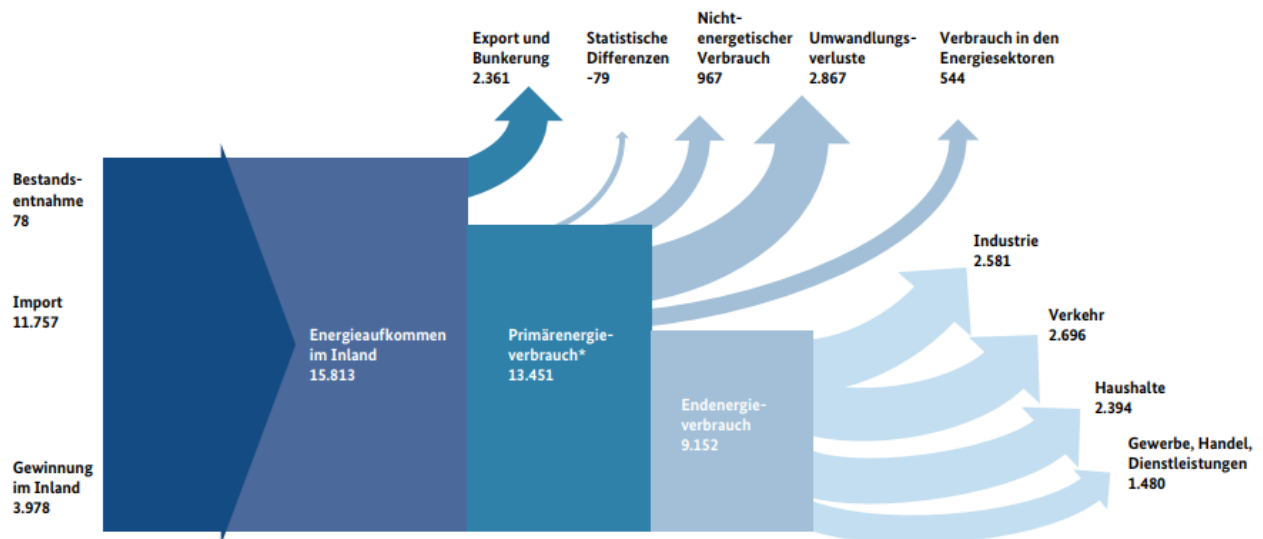 Export und
Bunkerung
2.361
Statistische
Differenzen
-79
Nicht-
energetischer
Verbrauch
967
Umwandlungs-
verluste
2.867
Verbrauch in den
Energiesektoren
544
Bestands-
entnahme
78
Import
11.757
Gewinnung
im Inland
3.978
Energieaufkommen
im Inland
15.813
Primärenergie-
verbrauch*
13.451
Endenergie-
verbrauch
9.152
Industrie
2.581
Verkehr
2.696
Haushalte
2.394
Gewerbe, Handel,
Dienstleistungen
1.480